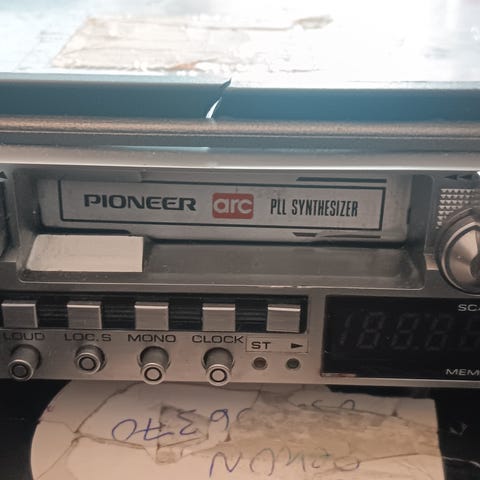 PIONEER arc PLL SYNTHESIZER
SC
LOUD LOC.S MONO CLOCK ST
MEM